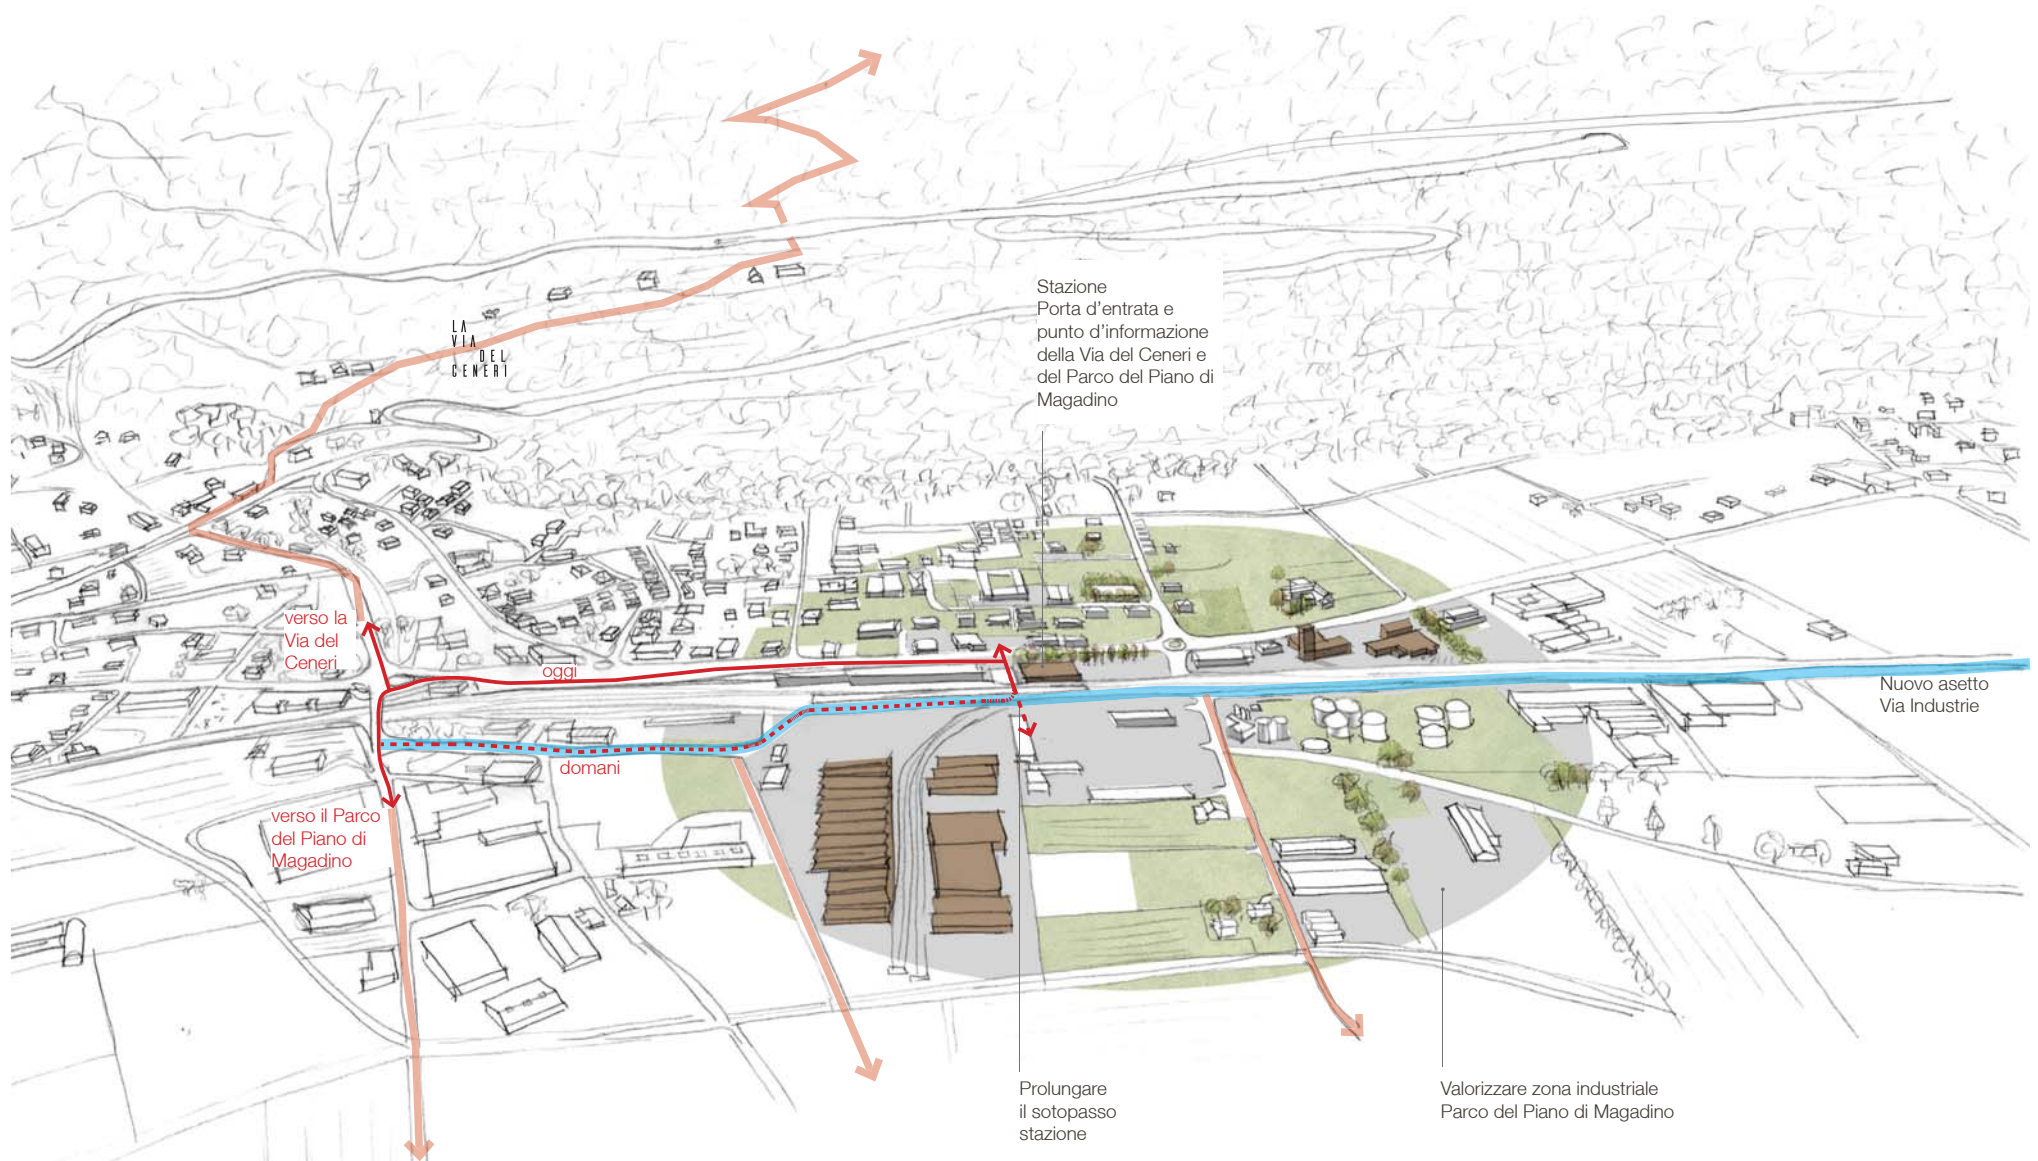 Stazione
Porta d'entrata e
punto d'informazione
della Via del Ceneri e
del Parco del Piano di
Magadino
LA
VIA
DEL
CENERI
verso la
Via del
Ceneri
oggi
Nuovo asetto
Via Industrie
domani
verso il Parco
del Piano di
Magadino
Prolungare
il sotopasso
stazione
Valorizzare zona industriale
Parco del Piano di Magadino